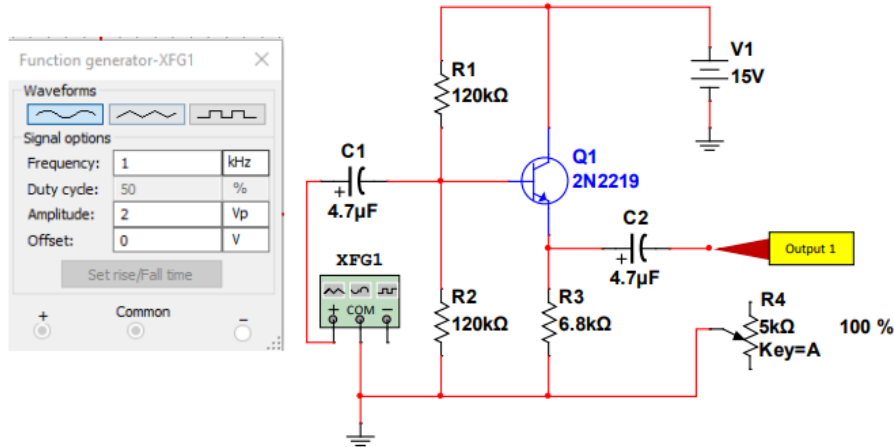 Function generator-XFG1
Waveforms
Signal options
Frequency: 1 kHz
Duty cycle: 50 %
Amplitude: 2 Vp
Offset: 0 V
Set rise/Fall time
+ Common −
R1
120kΩ
V1
15V
C1
+
4.7µF
Q1
2N2219
C2
+
4.7µF
Output 1
XFG1
+ COM −
R2
120kΩ
R3
6.8kΩ
R4
5kΩ 100 %
Key=A